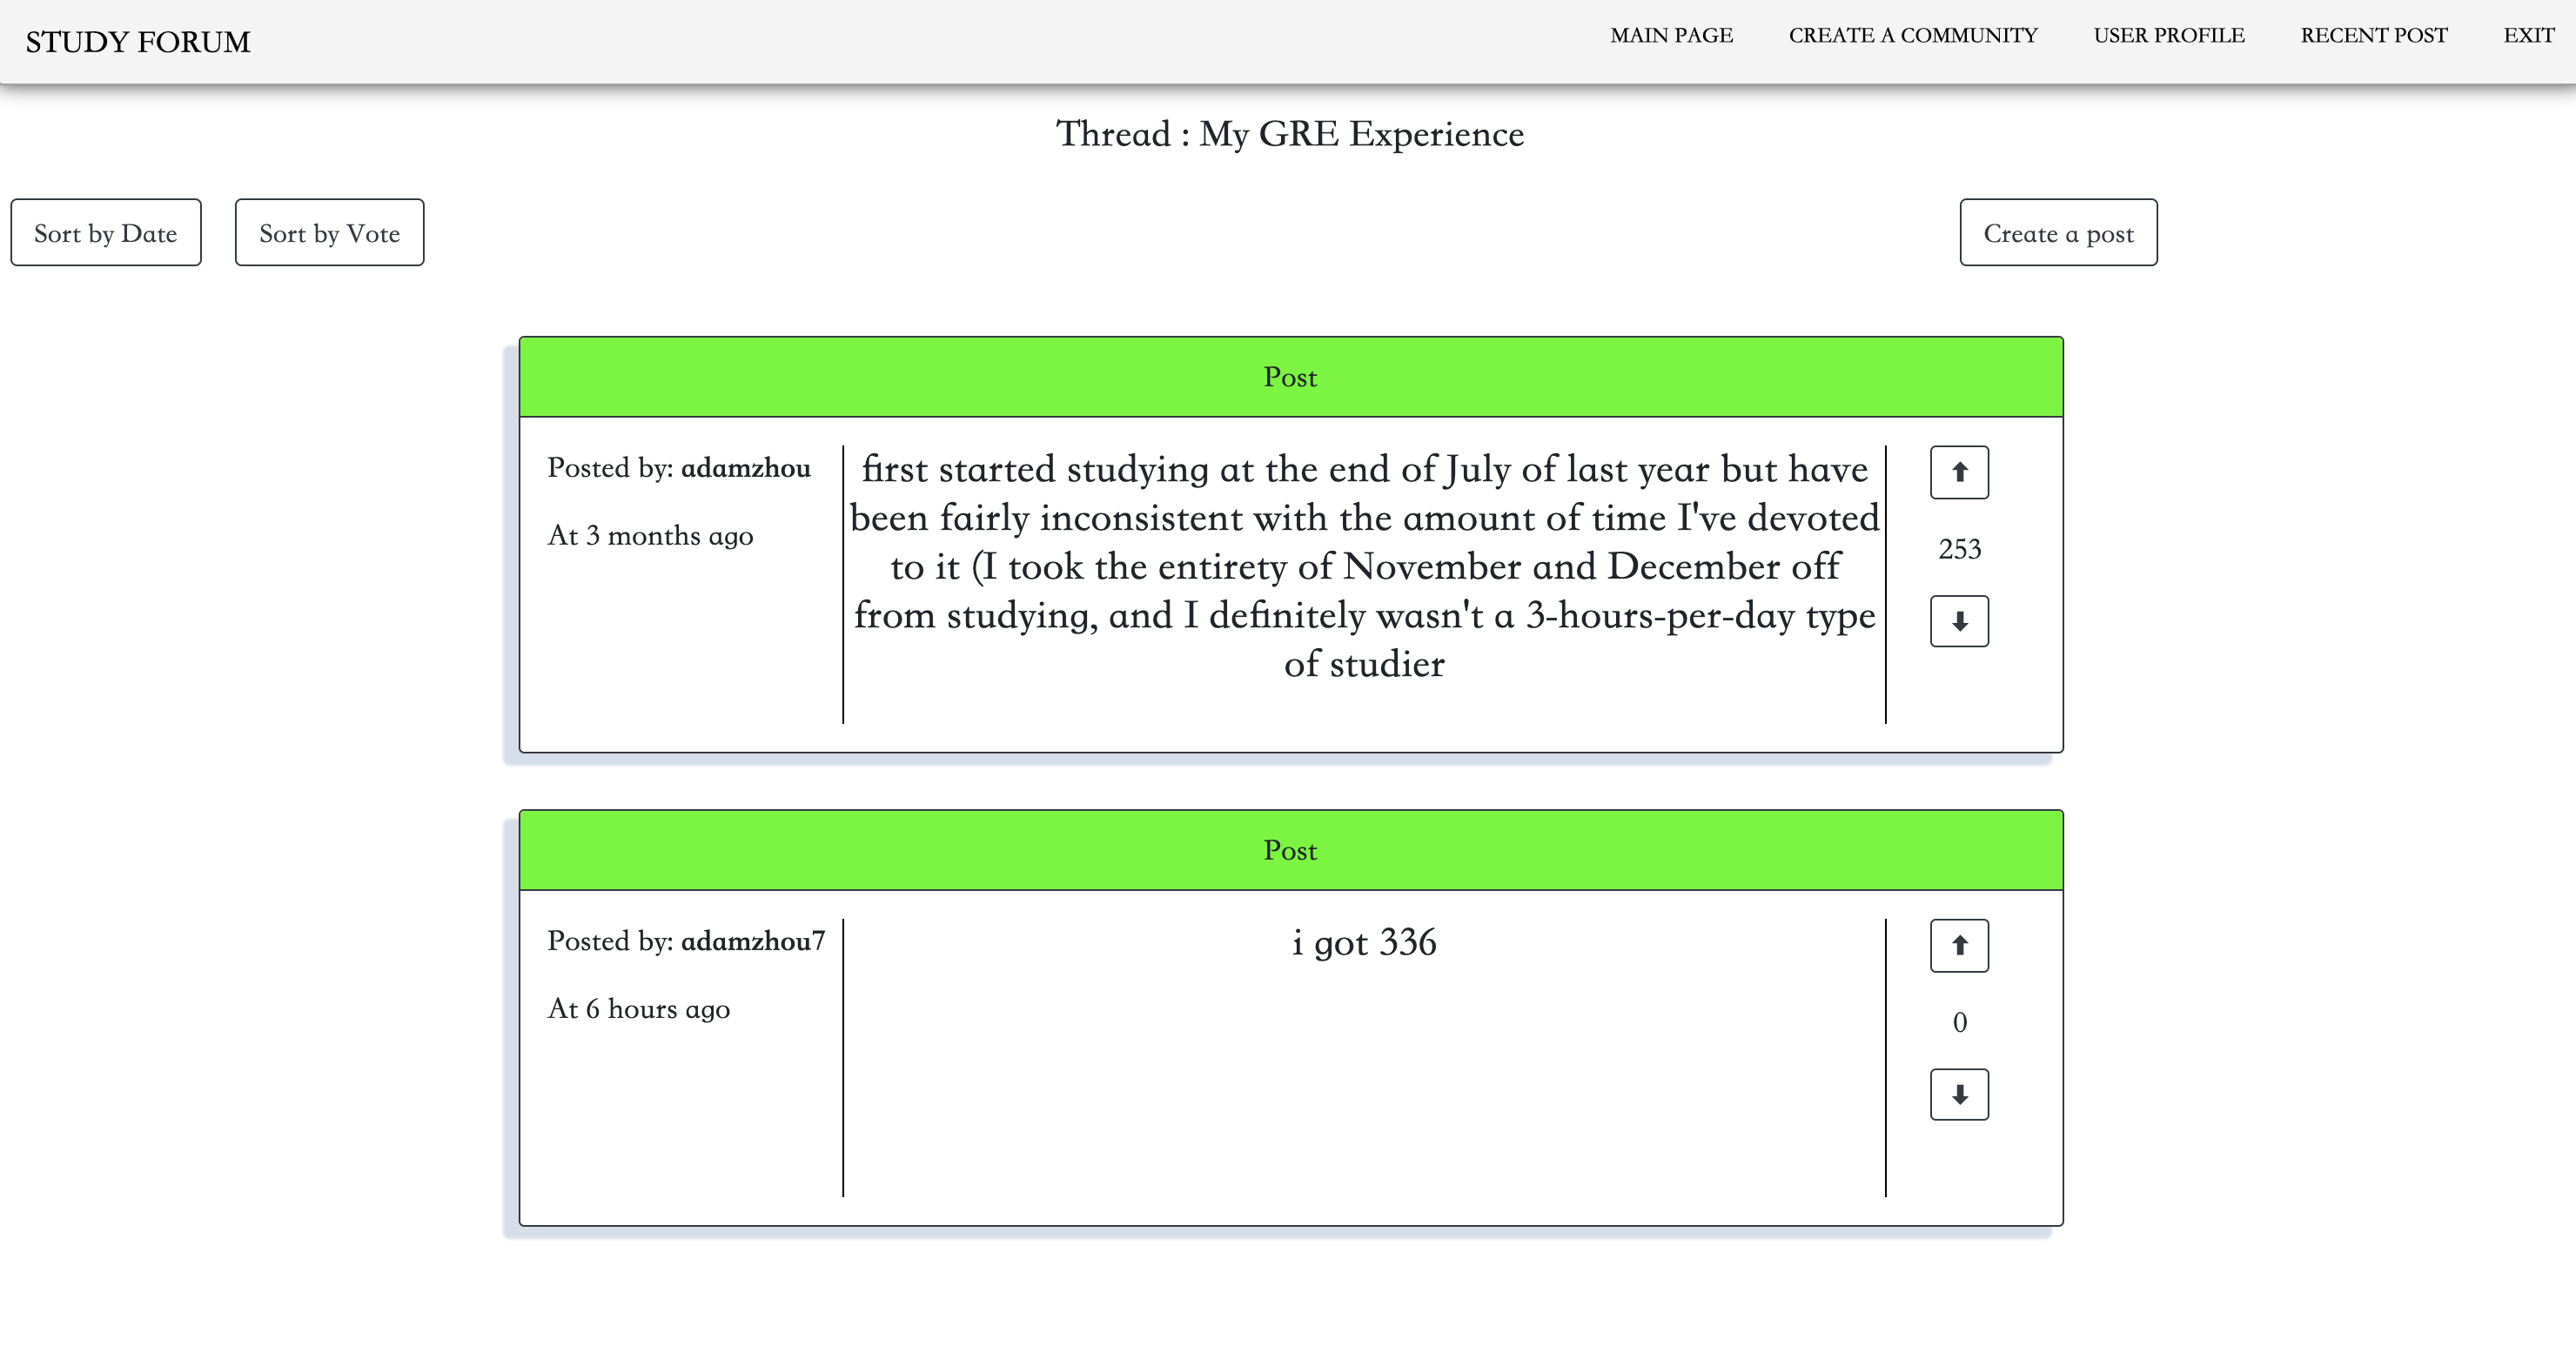 STUDY FORUM
MAIN PAGE
CREATE A COMMUNITY
USER PROFILE
RECENT POST
EXIT
Thread : My GRE Experience
Sort by Date
Sort by Vote
Create a post
Post
Posted by: adamzhou
At 3 months ago
first started studying at the end of July of last year but have
been fairly inconsistent with the amount of time I've devoted
to it (I took the entirety of November and December off
from studying, and I definitely wasn't a 3-hours-per-day type
of studier
253
Post
Posted by: adamzhou7
At 6 hours ago
i got 336
0